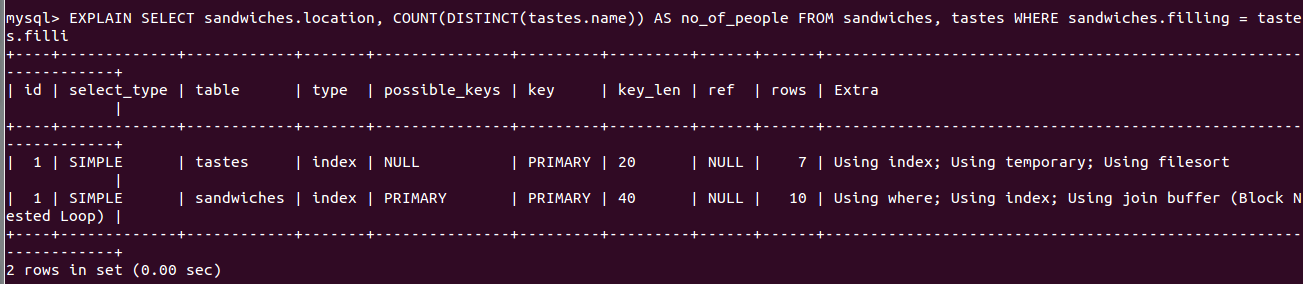 mysql> EXPLAIN SELECT sandwiches.location, COUNT(DISTINCT(tastes.name)) AS no_of_people FROM sandwiches, tastes WHERE sandwiches.filling = taste
s.filli
+----+-------------+------------+-------+---------------+---------+---------+------+------+-----------------------------------------------------
------------+
| id | select_type | table      | type  | possible_keys | key     | key_len | ref  | rows | Extra
            |
+----+-------------+------------+-------+---------------+---------+---------+------+------+-----------------------------------------------------
------------+
|  1 | SIMPLE      | tastes     | index | NULL          | PRIMARY | 20      | NULL |    7 | Using index; Using temporary; Using filesort
            |
|  1 | SIMPLE      | sandwiches | index | PRIMARY       | PRIMARY | 40      | NULL |   10 | Using where; Using index; Using join buffer (Block N
ested Loop) |
+----+-------------+------------+-------+---------------+---------+---------+------+------+-----------------------------------------------------
------------+
2 rows in set (0.00 sec)